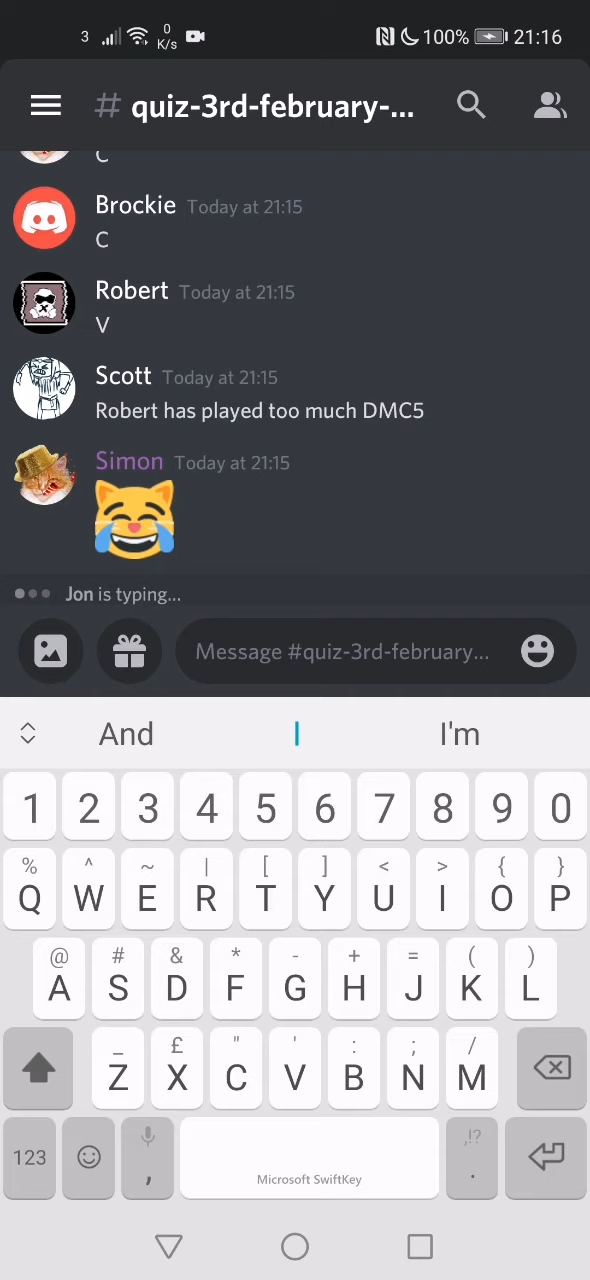 3 0 K/s 100% 21:16
# quiz-3rd-february-...
C
Brockie Today at 21:15
C
Robert Today at 21:15
V
Scott Today at 21:15
Robert has played too much DMC5
Simon Today at 21:15
Jon is typing...
Message #quiz-3rd-february...
And I I'm
1 2 3 4 5 6 7 8 9 0
% ^ ~ | [ ] < > { }
Q W E R T Y U I O P
@ # & * - + = ( )
A S D F G H J K L
_ £ " ' : ; /
Z X C V B N M
123 , ,!? .
Microsoft SwiftKey